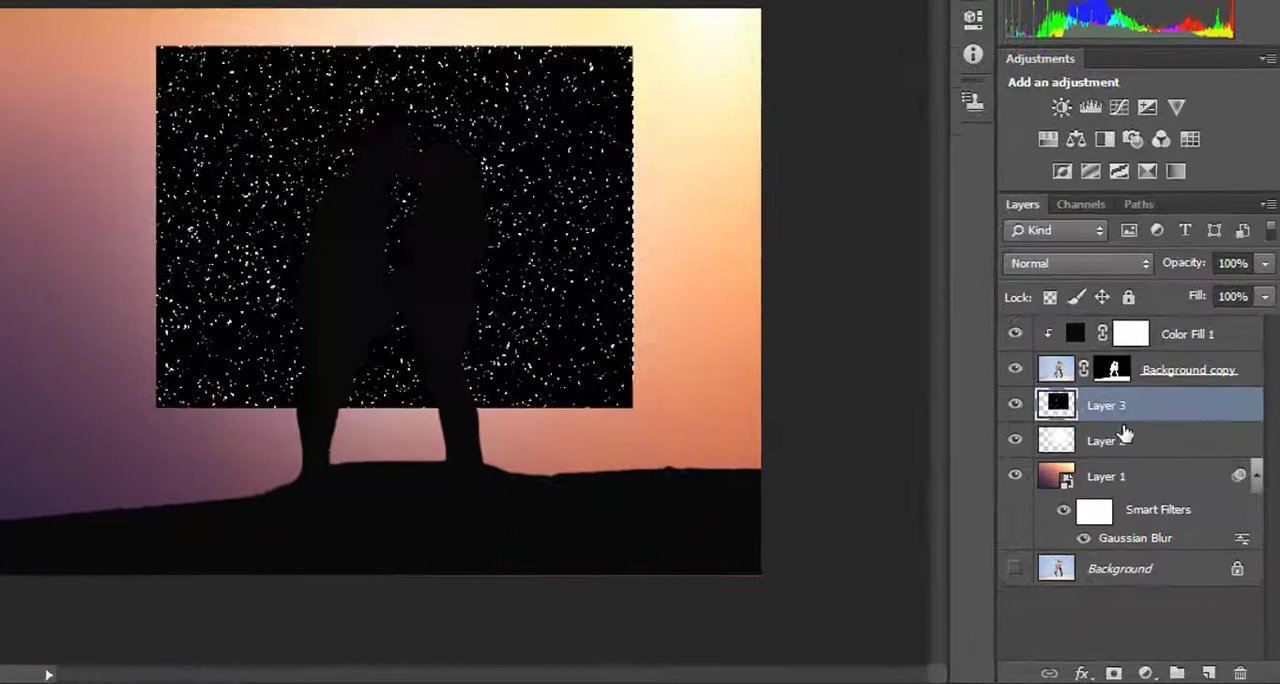 Adjustments
Add an adjustment
Layers Channels Paths
Kind
Normal Opacity: 100%
Lock: Fill: 100%
Color Fill 1
Background copy
Layer 3
Layer
Layer 1
Smart Filters
Gaussian Blur
Background
fx